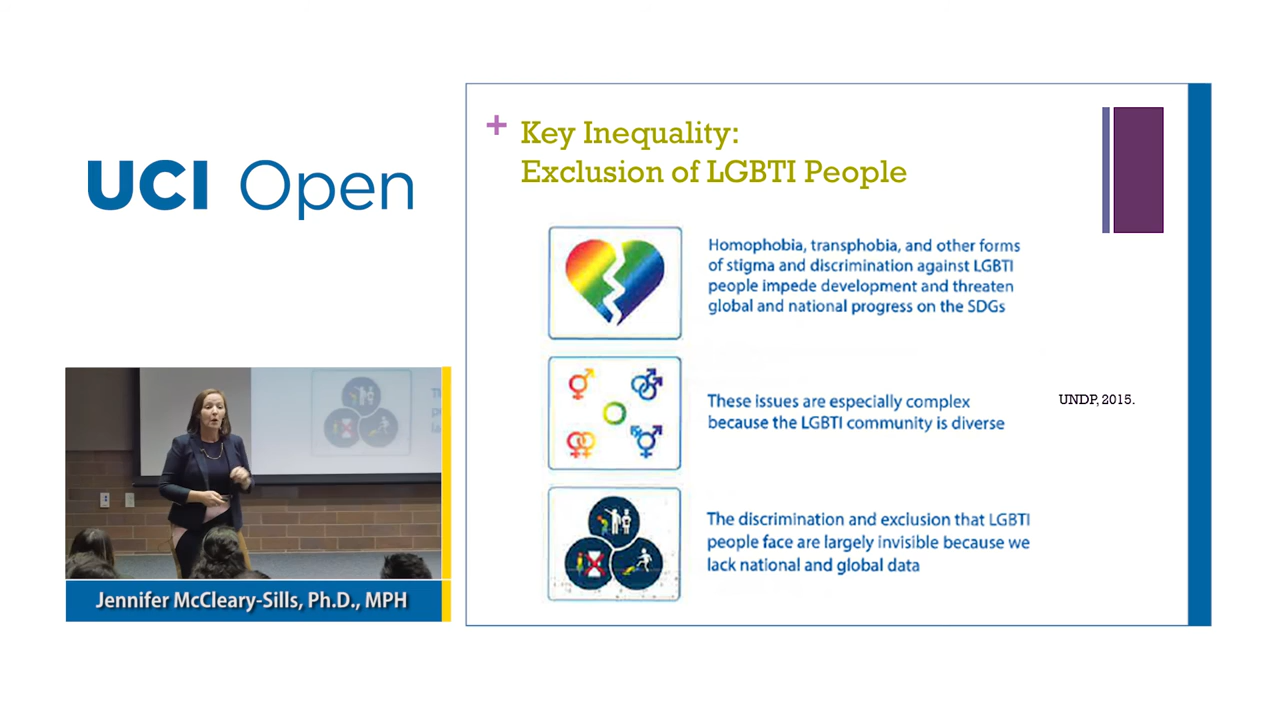 UCI Open
+ Key Inequality:
Exclusion of LGBTI People
Homophobia, transphobia, and other forms
of stigma and discrimination against LGBTI
people impede development and threaten
global and national progress on the SDGs
These issues are especially complex
because the LGBTI community is diverse
UNDP, 2015.
The discrimination and exclusion that LGBTI
people face are largely invisible because we
lack national and global data
Jennifer McCleary-Sills, Ph.D., MPH